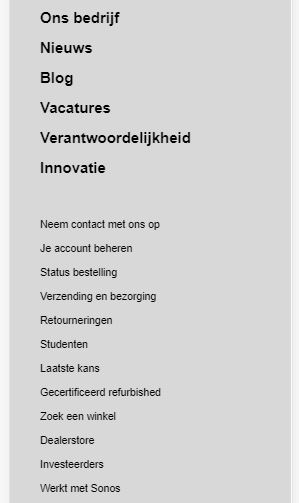 Ons bedrijf
Nieuws
Blog
Vacatures
Verantwoordelijkheid
Innovatie
Neem contact met ons op
Je account beheren
Status bestelling
Verzending en bezorging
Retourneringen
Studenten
Laatste kans
Gecertificeerd refurbished
Zoek een winkel
Dealerstore
Investeerders
Werkt met Sonos